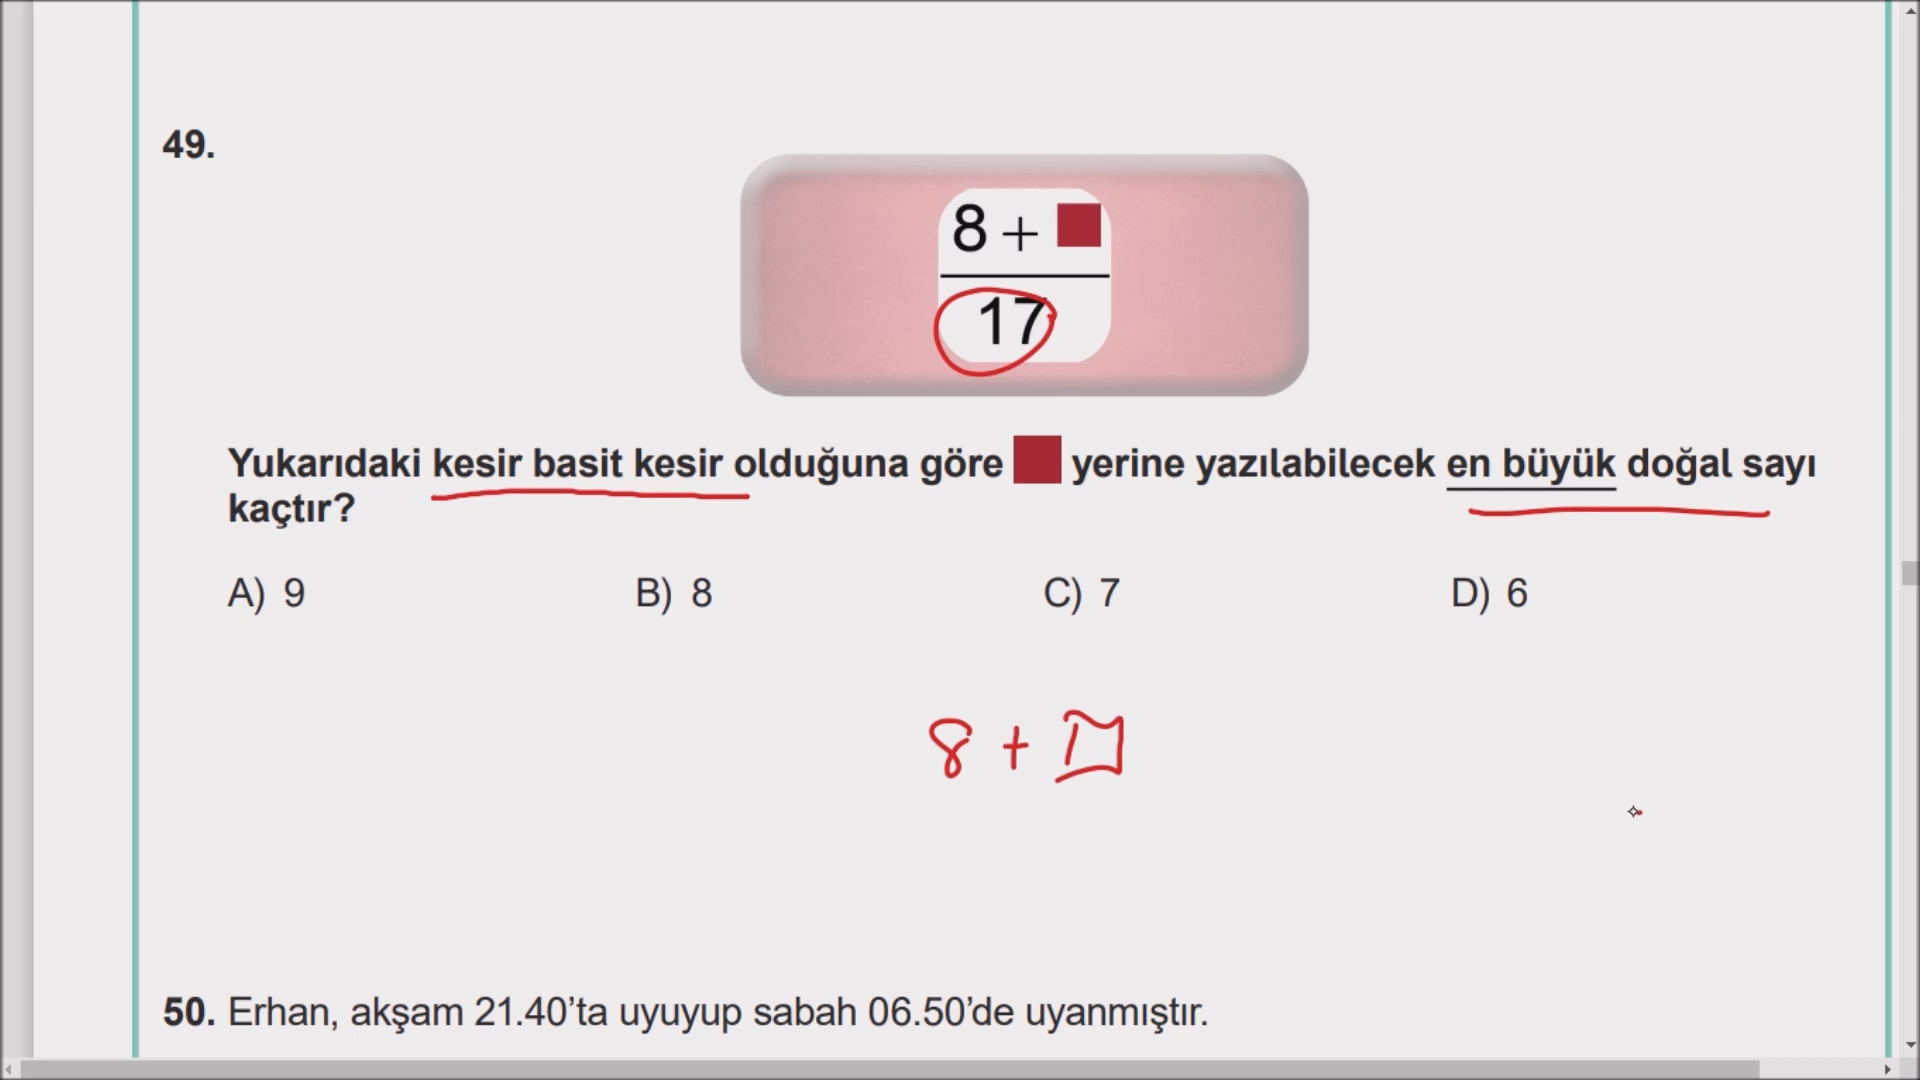 49.
8 + ■
17
Yukarıdaki kesir basit kesir olduğuna göre ■ yerine yazılabilecek en büyük doğal sayı
kaçtır?
A) 9 B) 8 C) 7 D) 6
8 + □
50. Erhan, akşam 21.40’ta uyuyup sabah 06.50’de uyanmıştır.